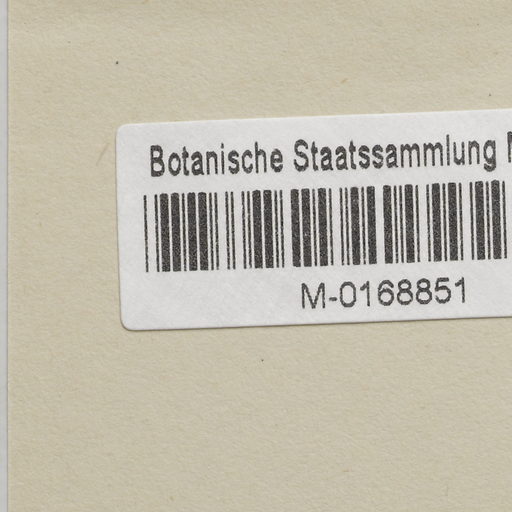 Botanische Staatssammlung
M-0168851